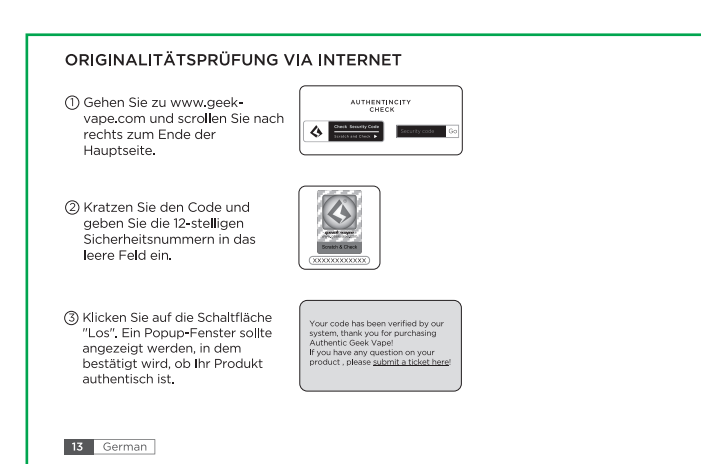 ORIGINALITÄTSPRÜFUNG VIA INTERNET
① Gehen Sie zu www.geek-
vape.com und scrollen Sie nach
rechts zum Ende der
Hauptseite.
AUTHENTINCITY
CHECK
Check Security Code
Scratch and Check ▶
Security code
Go
② Kratzen Sie den Code und
geben Sie die 12-stelligen
Sicherheitsnummern in das
leere Feld ein.
geek vape
Scratch & Check
(XXXXXXXXXXXX)
③ Klicken Sie auf die Schaltfläche
"Los". Ein Popup-Fenster sollte
angezeigt werden, in dem
bestätigt wird, ob Ihr Produkt
authentisch ist.
Your code has been verified by our
system, thank you for purchasing
Authentic Geek Vape!
If you have any question on your
product , please submit a ticket here!
13 German